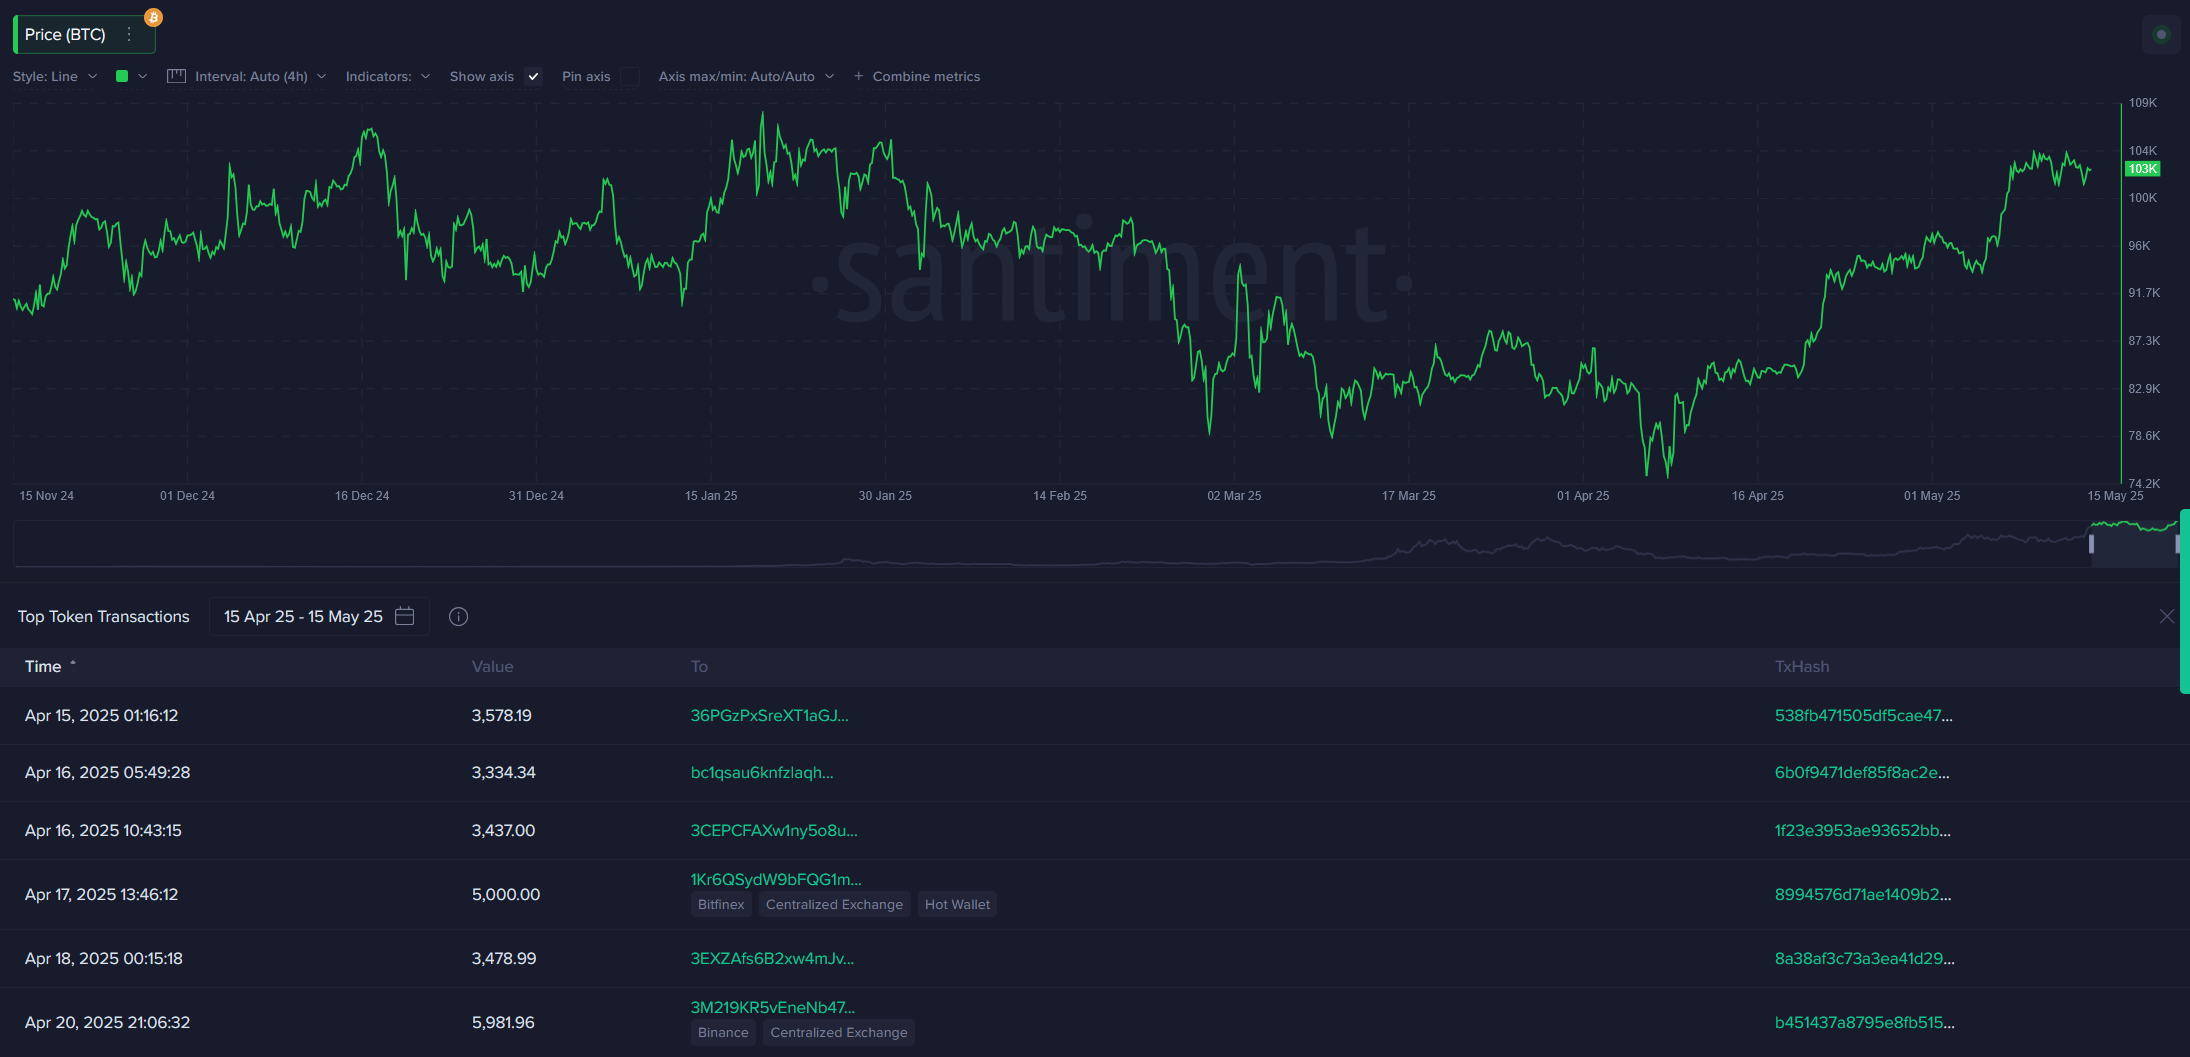 Price (BTC)
Style: Line
Interval: Auto (4h)
Indicators:
Show axis
Pin axis
Axis max/min: Auto/Auto
+ Combine metrics
109K
104K
103K
100K
96K
91.7K
87.3K
82.9K
78.6K
74.2K
·santiment·
15 Nov 24
01 Dec 24
16 Dec 24
31 Dec 24
15 Jan 25
30 Jan 25
14 Feb 25
02 Mar 25
17 Mar 25
01 Apr 25
16 Apr 25
01 May 25
15 May 25
Top Token Transactions
15 Apr 25 - 15 May 25
Time Value To TxHash
Apr 15, 2025 01:16:12 3,578.19 36PGzPxSreXT1aGJ... 538fb471505df5cae47...
Apr 16, 2025 05:49:28 3,334.34 bc1qsau6knfzlaqh... 6b0f9471def85f8ac2e...
Apr 16, 2025 10:43:15 3,437.00 3CEPCFAXw1ny5o8u... 1f23e3953ae93652bb...
Apr 17, 2025 13:46:12 5,000.00 1Kr6QSydW9bFQG1m... 8994576d71ae1409b2...
Bitfinex Centralized Exchange Hot Wallet
Apr 18, 2025 00:15:18 3,478.99 3EXZAfs6B2xw4mJv... 8a38af3c73a3ea41d29...
Apr 20, 2025 21:06:32 5,981.96 3M219KR5vEneNb47... b451437a8795e8fb515...
Binance Centralized Exchange